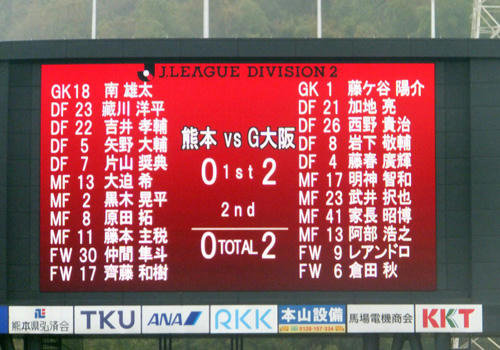 J.LEAGUE DIVISION 2
GK 18 南 雄太
DF 23 藏川 洋平
DF 22 吉井 孝輔
DF 5 矢野 大輔
DF 7 片山 奨典
MF 13 大迫 希
MF 2 黒木 晃平
MF 8 原田 拓
MF 11 藤本 主税
FW 30 仲間 隼斗
FW 17 齊藤 和樹
熊本 vs G大阪
0 1st 2
2nd
0 TOTAL 2
GK 1 藤ケ谷 陽介
DF 21 加地 亮
DF 26 西野 貴治
DF 8 岩下 敬輔
DF 4 藤春 廣輝
MF 17 明神 智和
MF 23 武井 択也
MF 41 家長 昭博
MF 13 阿部 浩之
FW 9 レアンドロ
FW 6 倉田 秋
熊本県弘済会
TKU
ANA
RKK
本山設備
0120-157-334
馬場電機商会
KKT